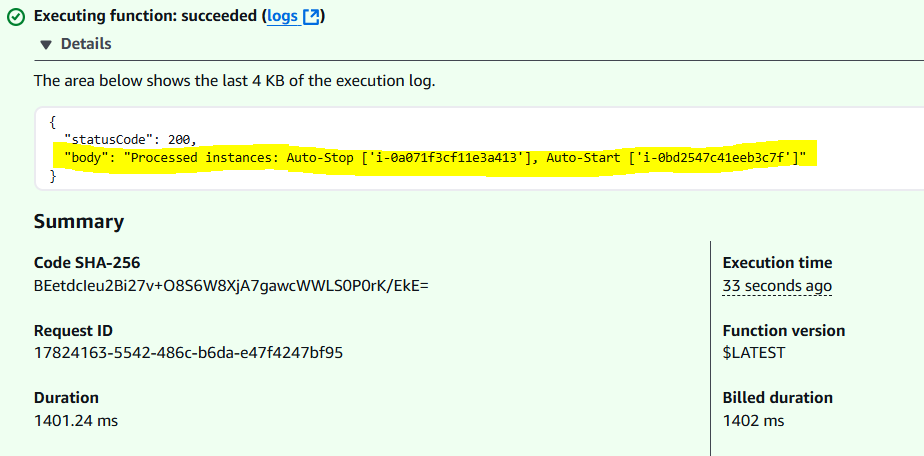 Executing function: succeeded (logs)
Details
The area below shows the last 4 KB of the execution log.
{
"statusCode": 200,
"body": "Processed instances: Auto-Stop ['i-0a071f3cf11e3a413'], Auto-Start ['i-0bd2547c41eeb3c7f']"
}
Summary
Code SHA-256
BEetdcIeu2Bi27v+O8S6W8XjA7gawcWWLS0P0rK/EkE=
Execution time
33 seconds ago
Request ID
17824163-5542-486c-b6da-e47f4247bf95
Function version
$LATEST
Duration
1401.24 ms
Billed duration
1402 ms